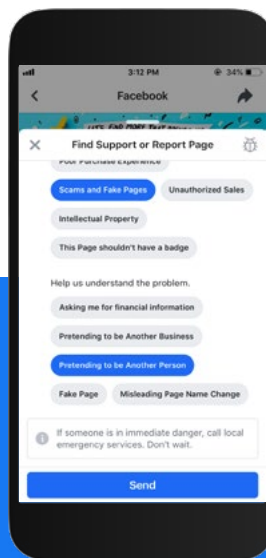 3:12 PM
34%
Facebook
Find Support or Report Page
Poor Purchase Experience
Scams and Fake Pages Unauthorized Sales
Intellectual Property
This Page shouldn't have a badge
Help us understand the problem.
Asking me for financial information
Pretending to be Another Business
Pretending to be Another Person
Fake Page Misleading Page Name Change
If someone is in immediate danger, call local
emergency services. Don't wait.
Send